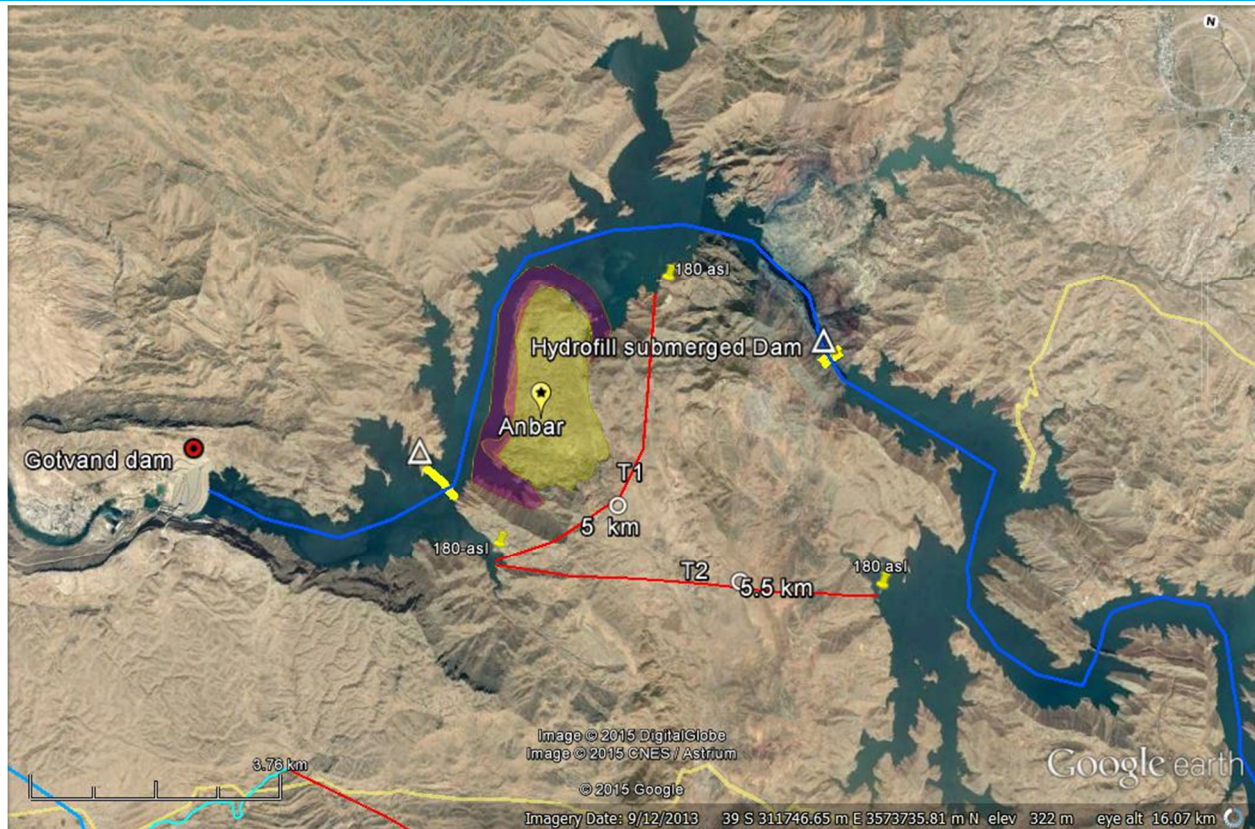 N
180 asl
Hydrofill submerged Dam
Anbar
Gotvand dam
T1
5 km
180 asl
T2
5.5 km
180 asl
Image © 2015 DigitalGlobe
Image © 2015 CNES / Astrium
3.76 km
Google earth
© 2015 Google
Imagery Date: 9/12/2013 39 S 311746.65 m E 3573735.81 m N elev 322 m eye alt 16.07 km